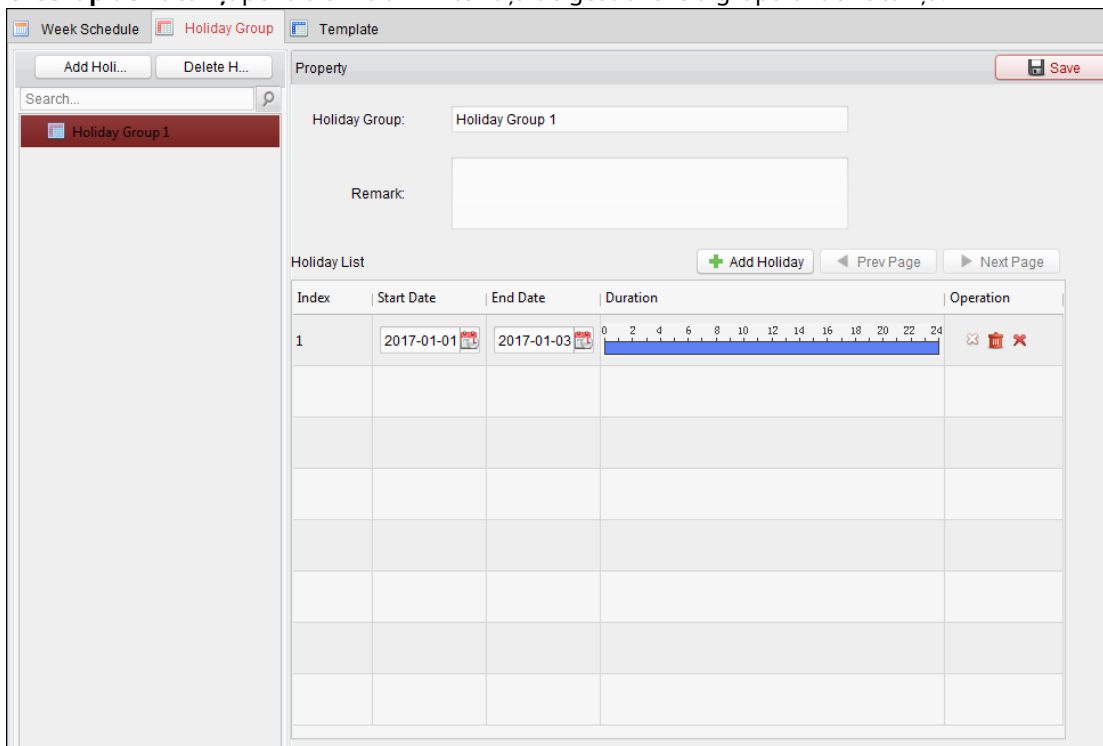 Week Schedule Holiday Group Template
Add Holi... Delete H... Property Save
Search...
Holiday Group 1
Holiday Group: Holiday Group 1
Remark:
Holiday List Add Holiday Prev Page Next Page
Index Start Date End Date Duration Operation
0 2 4 6 8 10 12 14 16 18 20 22 24
1 2017-01-01 2017-01-03